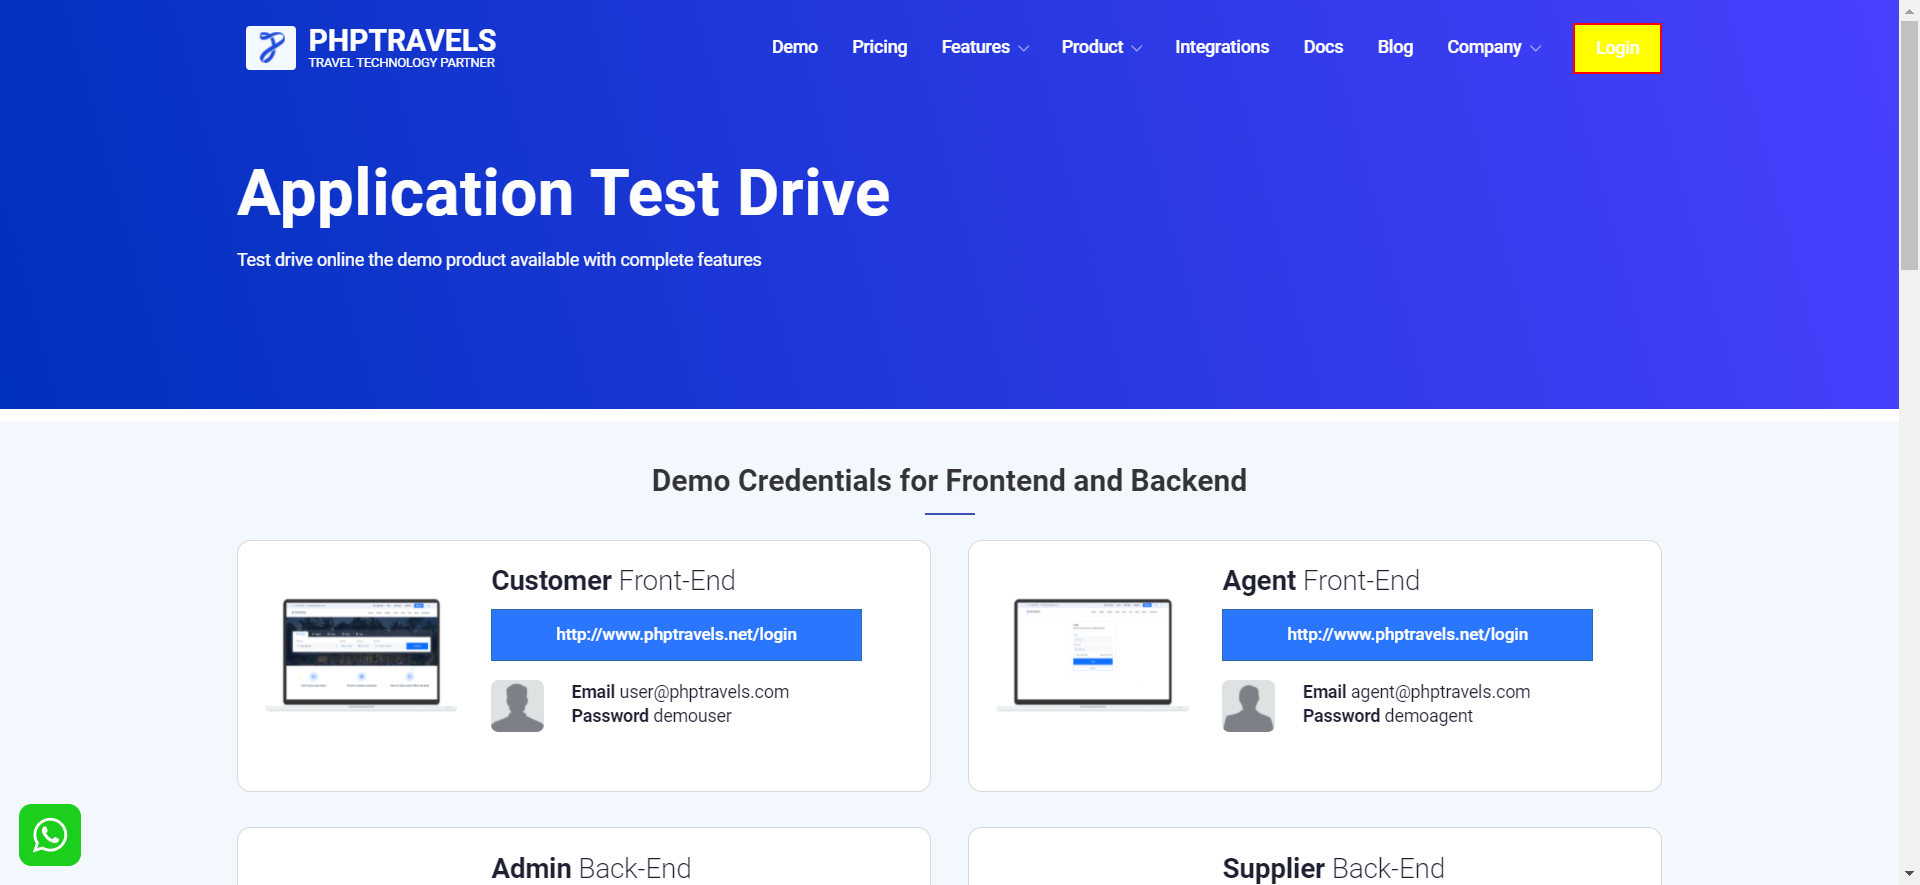 PHPTRAVELS
TRAVEL TECHNOLOGY PARTNER
Demo Pricing Features Product Integrations Docs Blog Company Login
Application Test Drive
Test drive online the demo product available with complete features
Demo Credentials for Frontend and Backend
Customer Front-End
http://www.phptravels.net/login
Email user@phptravels.com
Password demouser
Agent Front-End
http://www.phptravels.net/login
Email agent@phptravels.com
Password demoagent
Admin Back-End
Supplier Back-End